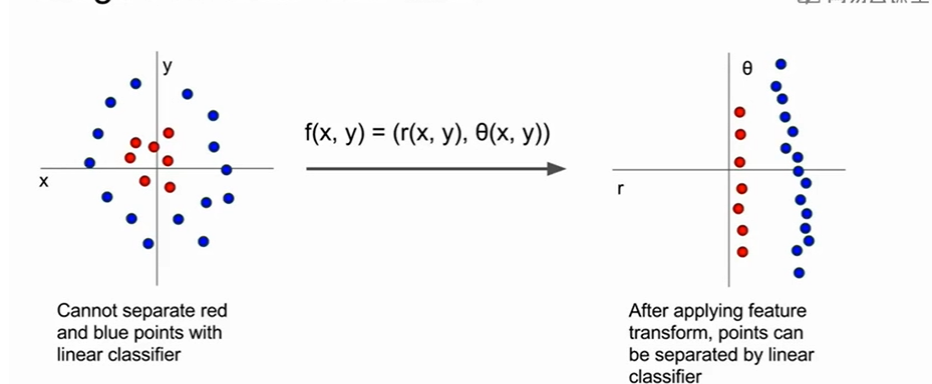 y
x
f(x, y) = (r(x, y), θ(x, y))
θ
r
Cannot separate red
and blue points with
linear classifier
After applying feature
transform, points can
be separated by linear
classifier